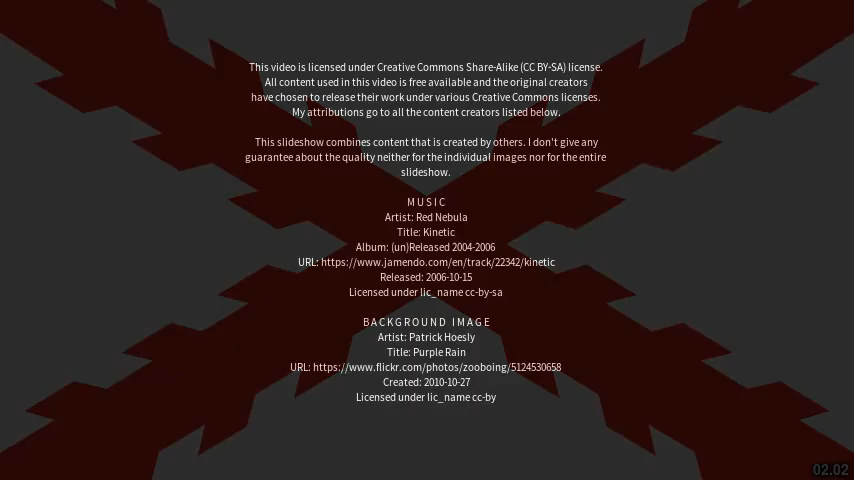 This video is licensed under Creative Commons Share-Alike (CC BY-SA) license.
All content used in this video is free available and the original creators
have chosen to release their work under various Creative Commons licenses.
My attributions go to all the content creators listed below.
This slideshow combines content that is created by others. I don't give any
guarantee about the quality neither for the individual images nor for the entire
slideshow.
MUSIC
Artist: Red Nebula
Title: Kinetic
Album: (un)Released 2004-2006
URL: https://www.jamendo.com/en/track/22342/kinetic
Released: 2006-10-15
Licensed under lic_name cc-by-sa
BACKGROUND IMAGE
Artist: Patrick Hoesly
Title: Purple Rain
URL: https://www.flickr.com/photos/zooboing/5124530658
Created: 2010-10-27
Licensed under lic_name cc-by
02.02